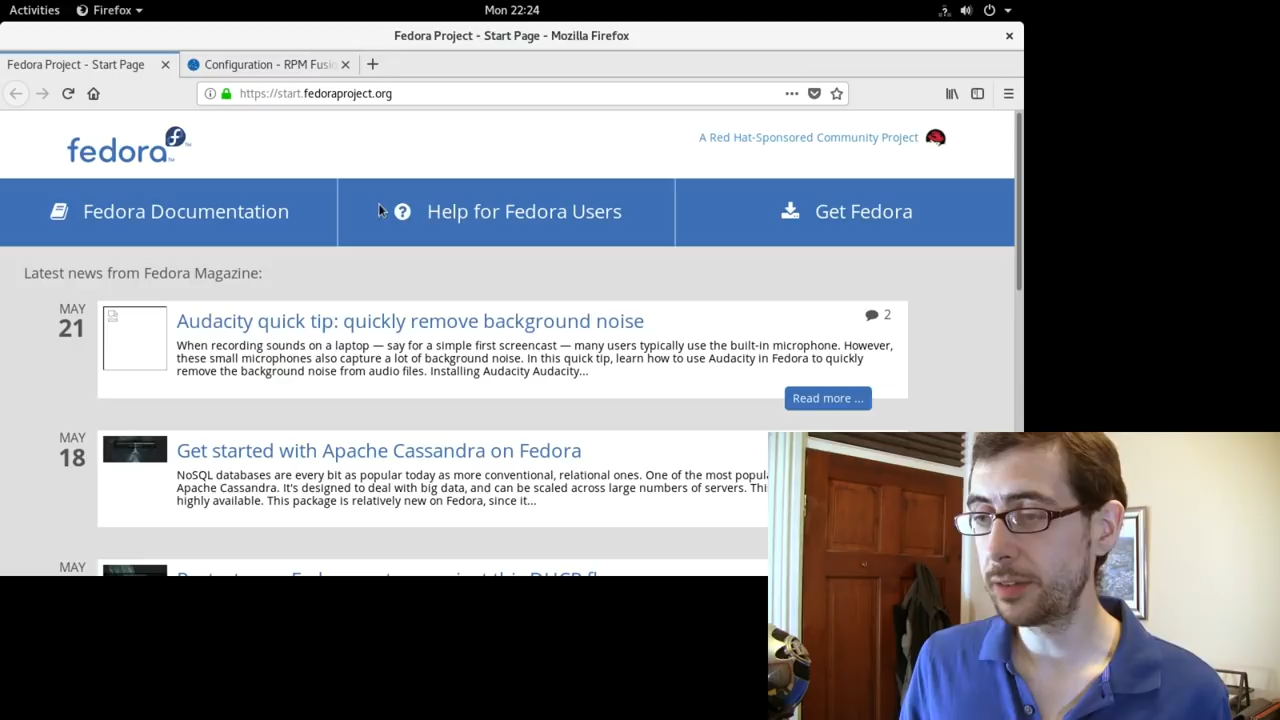 Activities Firefox Mon 22:24
Fedora Project - Start Page - Mozilla Firefox
Fedora Project - Start Page Configuration - RPM Fusi
https://start.fedoraproject.org
fedora
A Red Hat-Sponsored Community Project
Fedora Documentation Help for Fedora Users Get Fedora
Latest news from Fedora Magazine:
MAY
21
Audacity quick tip: quickly remove background noise 2
When recording sounds on a laptop — say for a simple first screencast — many users typically use the built-in microphone. However,
these small microphones also capture a lot of background noise. In this quick tip, learn how to use Audacity in Fedora to quickly
remove the background noise from audio files. Installing Audacity Audacity...
Read more ...
MAY
18
Get started with Apache Cassandra on Fedora
NoSQL databases are every bit as popular today as more conventional, relational ones. One of the most popula
Apache Cassandra. It's designed to deal with big data, and can be scaled across large numbers of servers. Thi
highly available. This package is relatively new on Fedora, since it...
MAY